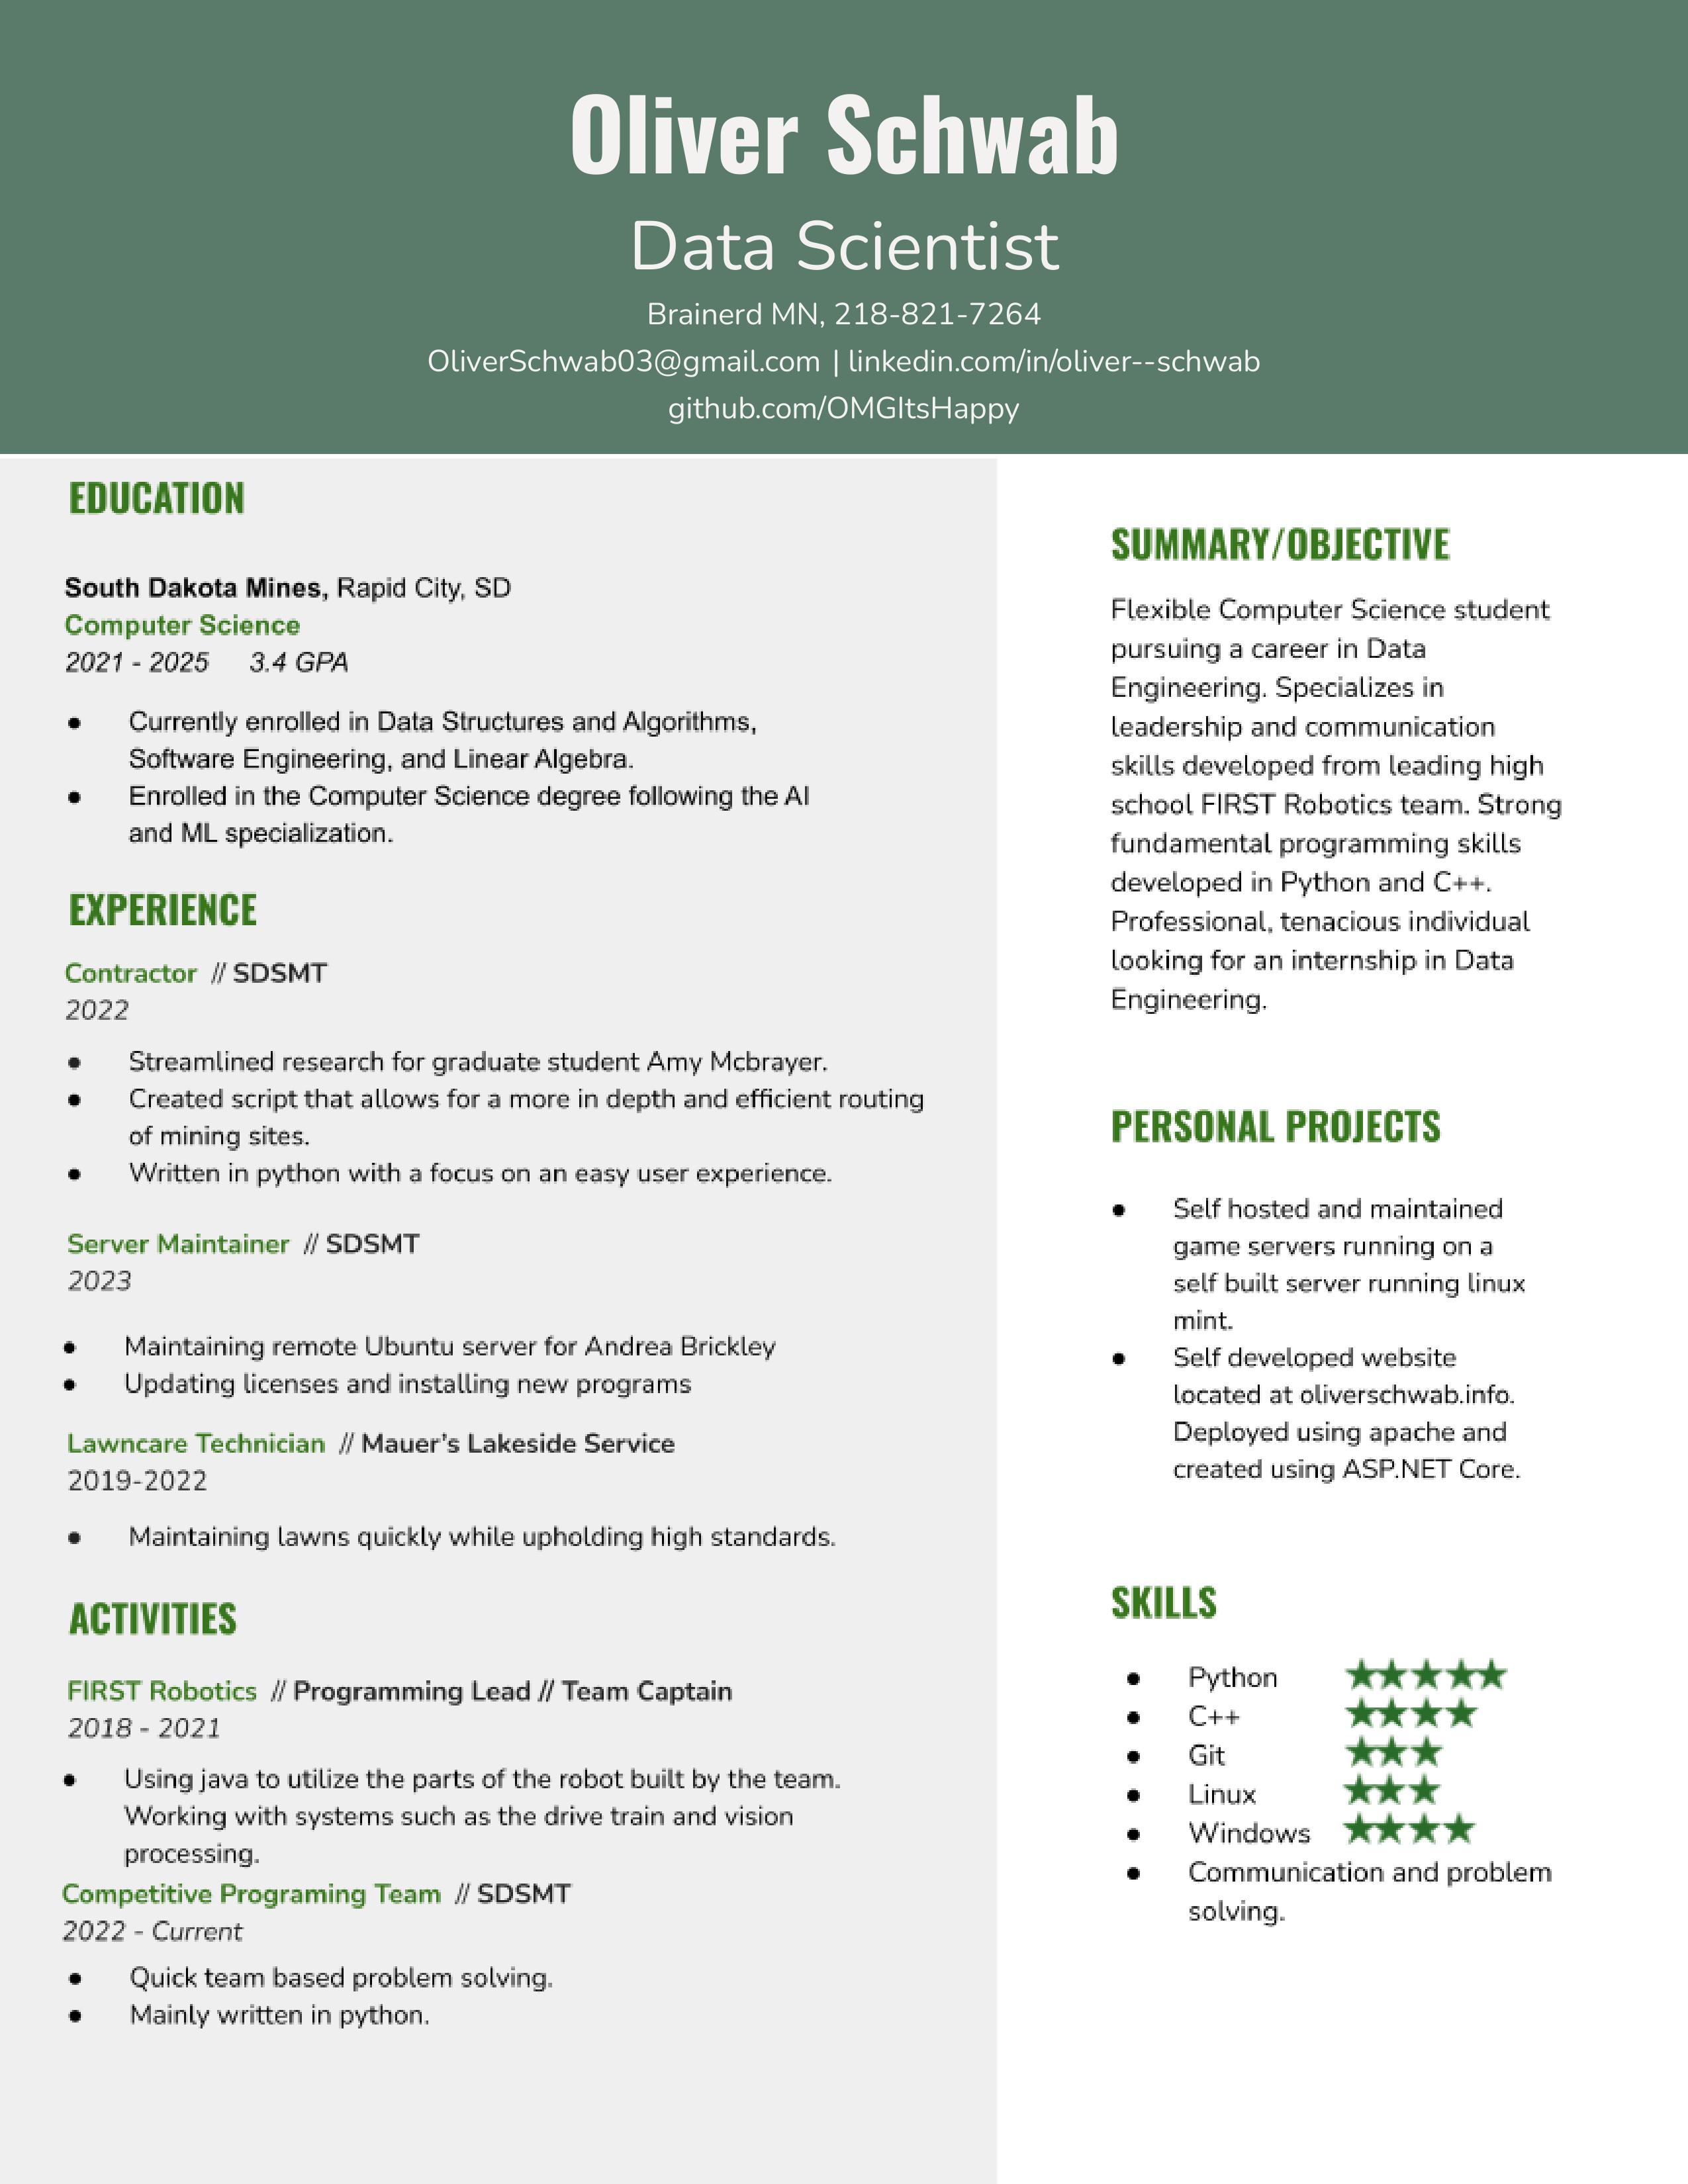 Oliver Schwab
Data Scientist
Brainerd MN, 218-821-7264
OliverSchwab03@gmail.com | linkedin.com/in/oliver--schwab
github.com/OMGItsHappy
EDUCATION
South Dakota Mines, Rapid City, SD
Computer Science
2021 - 2025 3.4 GPA
● Currently enrolled in Data Structures and Algorithms,
Software Engineering, and Linear Algebra.
● Enrolled in the Computer Science degree following the AI
and ML specialization.
EXPERIENCE
Contractor // SDSMT
2022
● Streamlined research for graduate student Amy Mcbrayer.
● Created script that allows for a more in depth and efficient routing
of mining sites.
● Written in python with a focus on an easy user experience.
Server Maintainer // SDSMT
2023
● Maintaining remote Ubuntu server for Andrea Brickley
● Updating licenses and installing new programs
Lawncare Technician // Mauer's Lakeside Service
2019-2022
● Maintaining lawns quickly while upholding high standards.
ACTIVITIES
FIRST Robotics // Programming Lead // Team Captain
2018 - 2021
● Using java to utilize the parts of the robot built by the team.
Working with systems such as the drive train and vision
processing.
Competitive Programing Team // SDSMT
2022 - Current
● Quick team based problem solving.
● Mainly written in python.
SUMMARY/OBJECTIVE
Flexible Computer Science student
pursuing a career in Data
Engineering. Specializes in
leadership and communication
skills developed from leading high
school FIRST Robotics team. Strong
fundamental programming skills
developed in Python and C++.
Professional, tenacious individual
looking for an internship in Data
Engineering.
PERSONAL PROJECTS
● Self hosted and maintained
game servers running on a
self built server running linux
mint.
● Self developed website
located at oliverschwab.info.
Deployed using apache and
created using ASP.NET Core.
SKILLS
● Python ★★★★★
● C++ ★★★★
● Git ★★★
● Linux ★★★
● Windows ★★★★
● Communication and problem
solving.